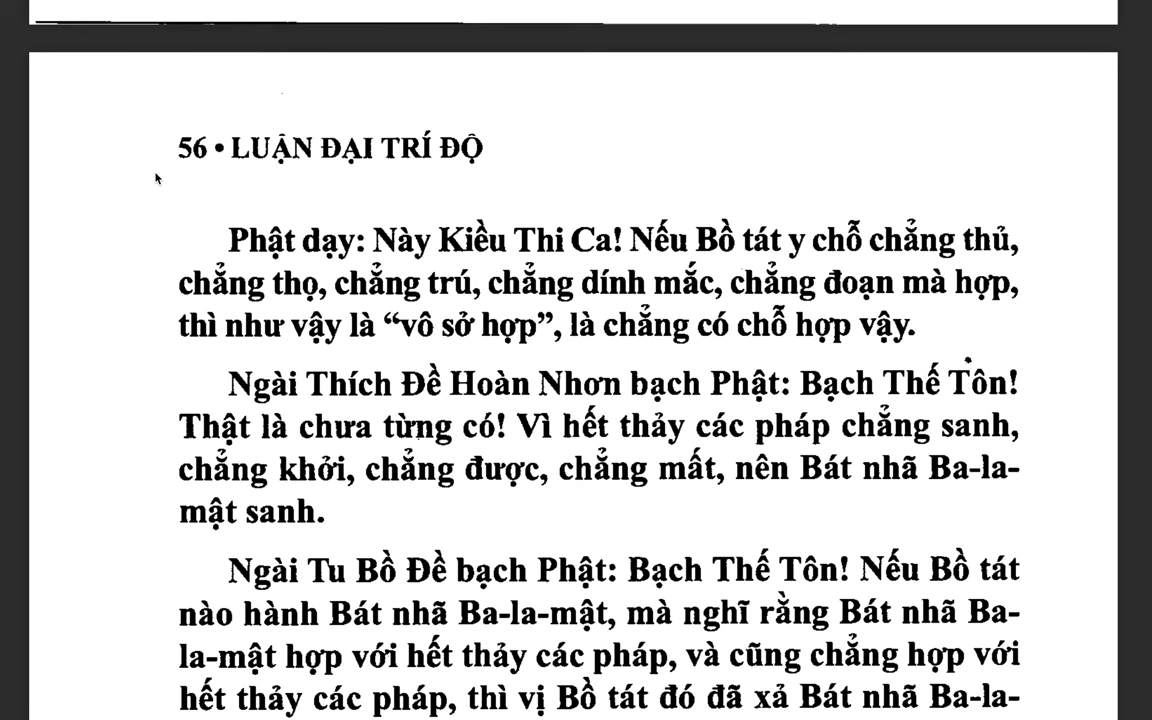 56 • LUẬN ĐẠI TRÍ ĐỘ
Phật dạy: Này Kiều Thi Ca! Nếu Bồ tát y chỗ chẳng thủ,
chẳng thọ, chẳng trú, chẳng dính mắc, chẳng đoạn mà hợp,
thì như vậy là “vô sở hợp”, là chẳng có chỗ hợp vậy.
Ngài Thích Đề Hoàn Nhơn bạch Phật: Bạch Thế Tôn!
Thật là chưa từng có! Vì hết thảy các pháp chẳng sanh,
chẳng khởi, chẳng được, chẳng mất, nên Bát nhã Ba-la-
mật sanh.
Ngài Tu Bồ Đề bạch Phật: Bạch Thế Tôn! Nếu Bồ tát
nào hành Bát nhã Ba-la-mật, mà nghĩ rằng Bát nhã Ba-
la-mật hợp với hết thảy các pháp, và cũng chẳng hợp với
hết thảy các pháp, thì vị Bồ tát đó đã xả Bát nhã Ba-la-